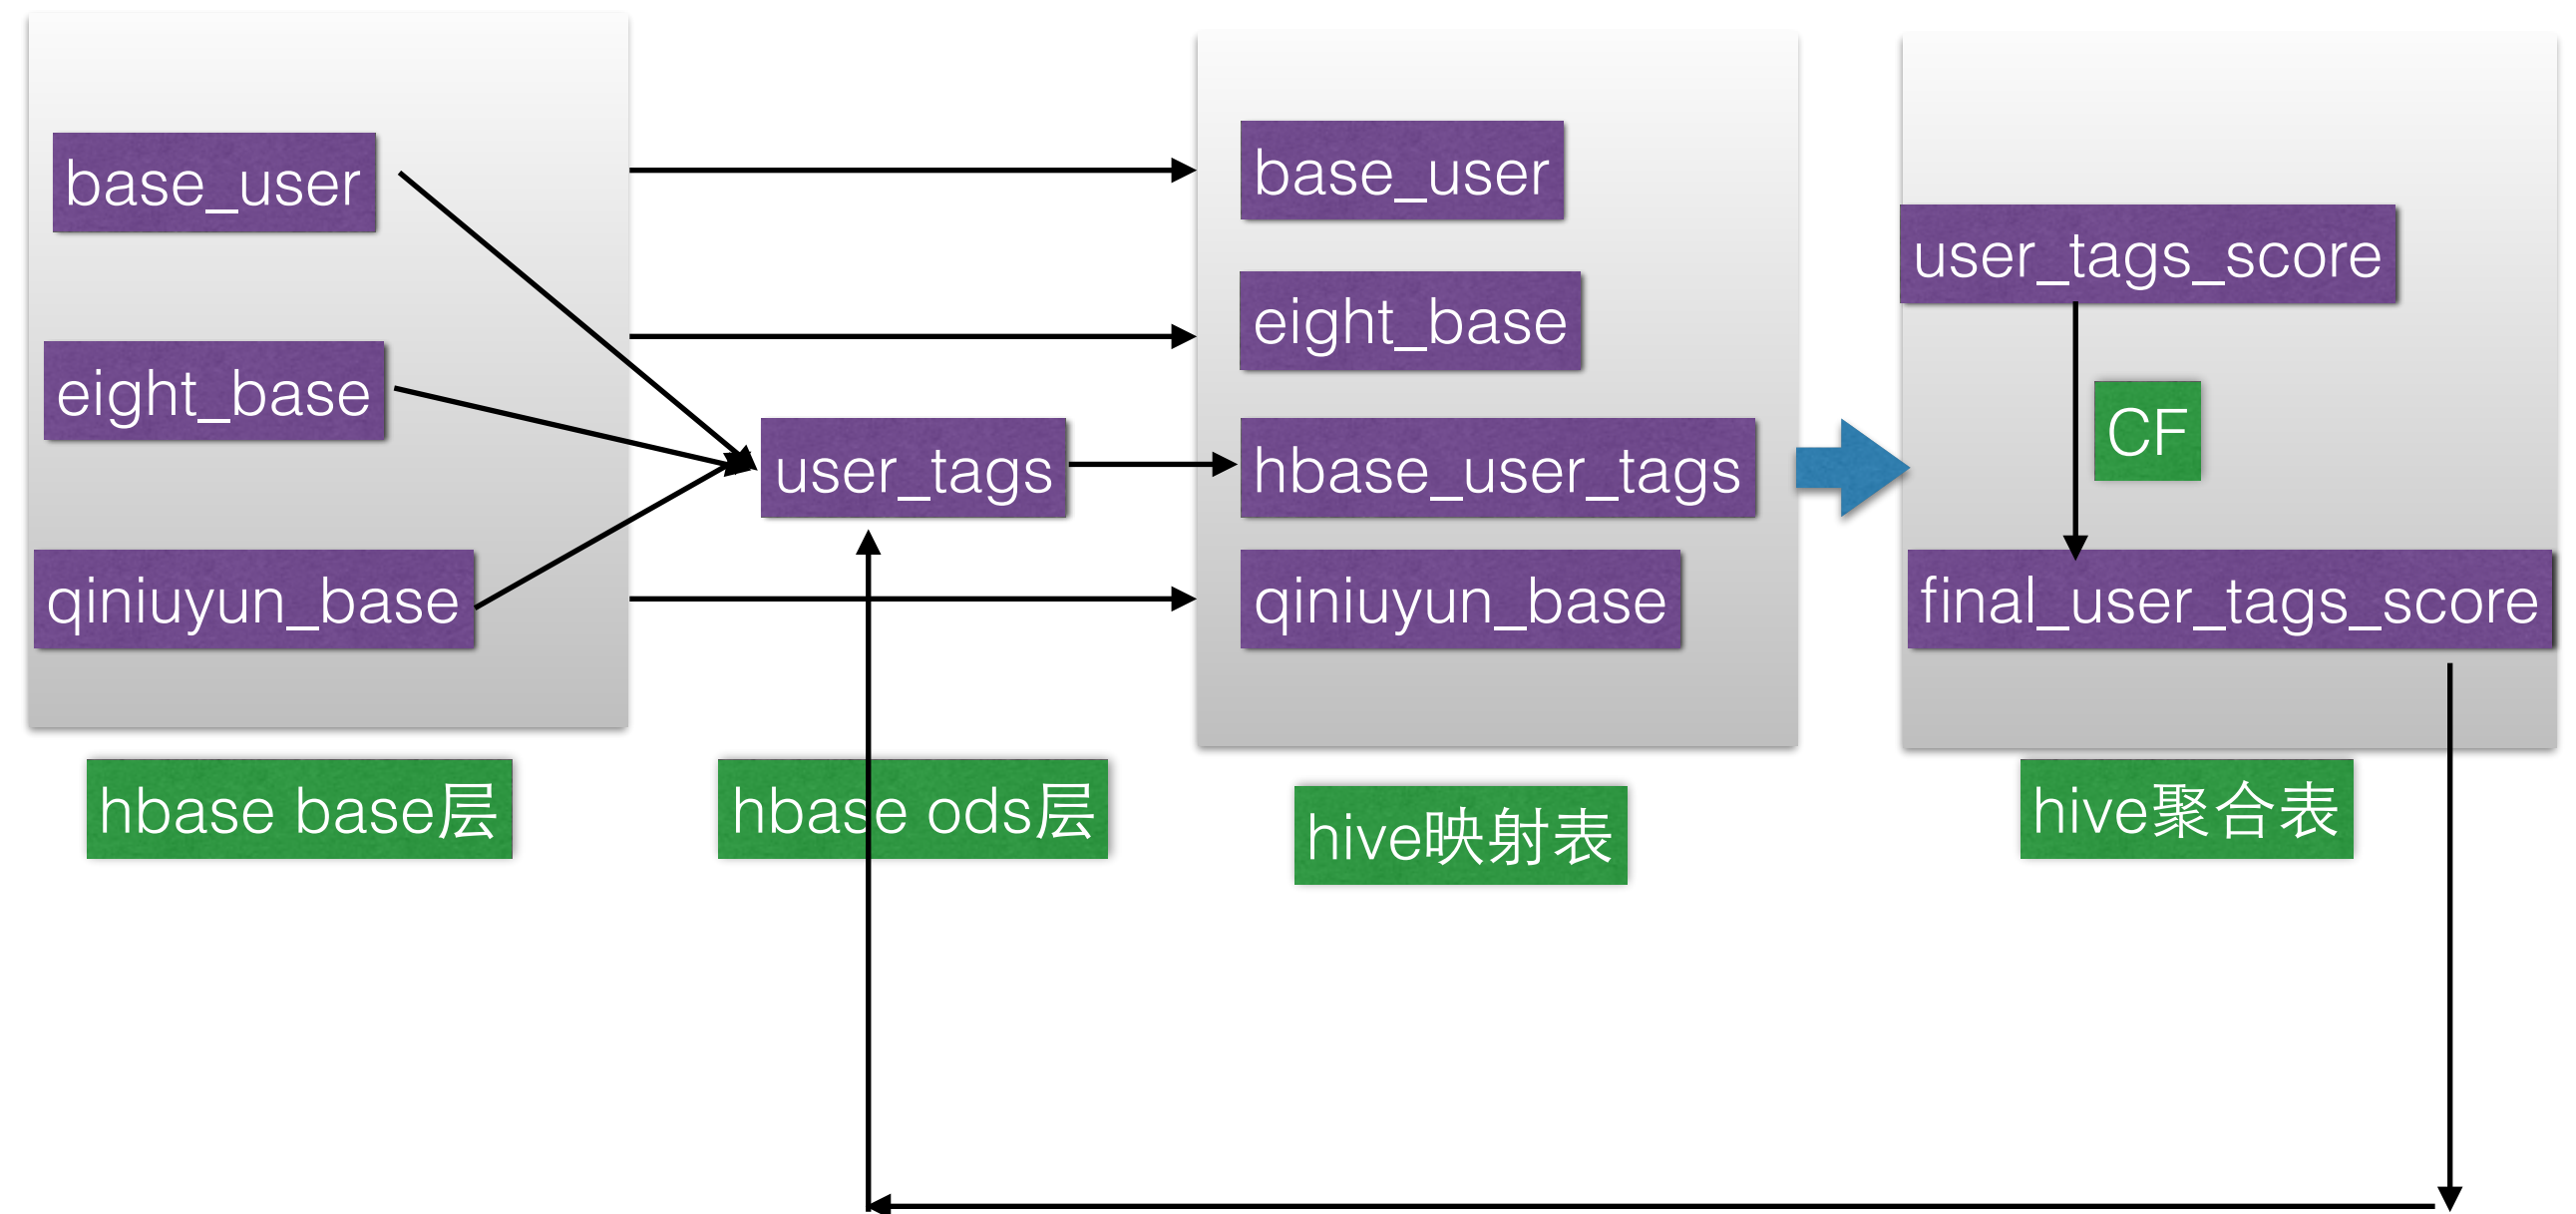 base_user
eight_base
qiniuyun_base
hbase base层
user_tags
hbase ods层
base_user
eight_base
hbase_user_tags
qiniuyun_base
hive映射表
user_tags_score
CF
final_user_tags_score
hive聚合表